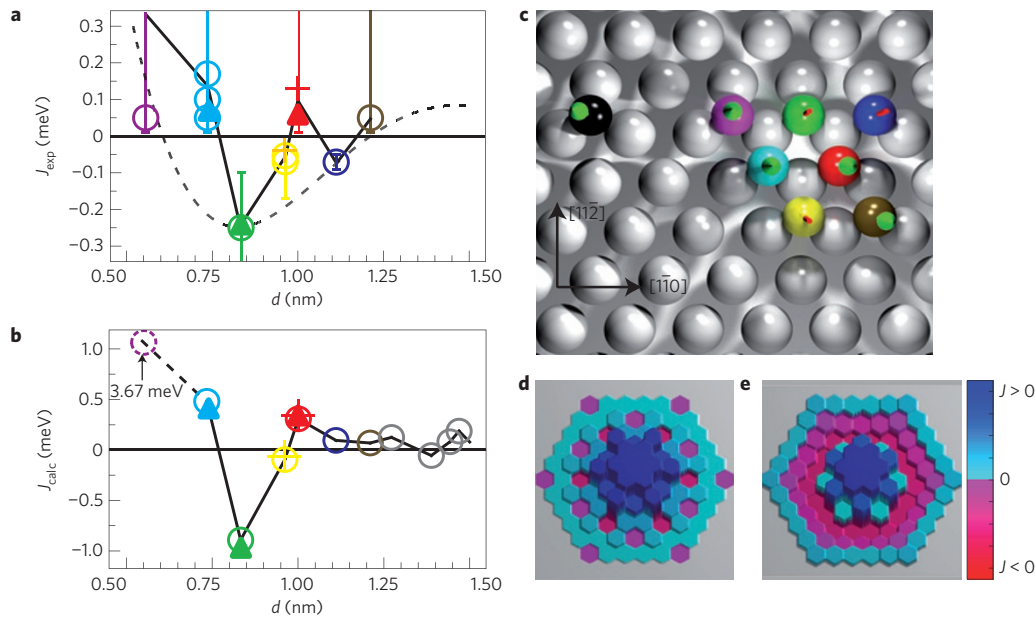 a
0.3
0.2
0.1
0
−0.1
−0.2
−0.3
J exp (meV)
0.50
0.75
1.00
1.25
1.50
d (nm)
b
1.0
0.5
0
−0.5
−1.0
J calc (meV)
3.67 meV
0.50
0.75
1.00
1.25
1.50
d (nm)
c
[112̄]
[11̄0]
d
e
J > 0
0
J < 0